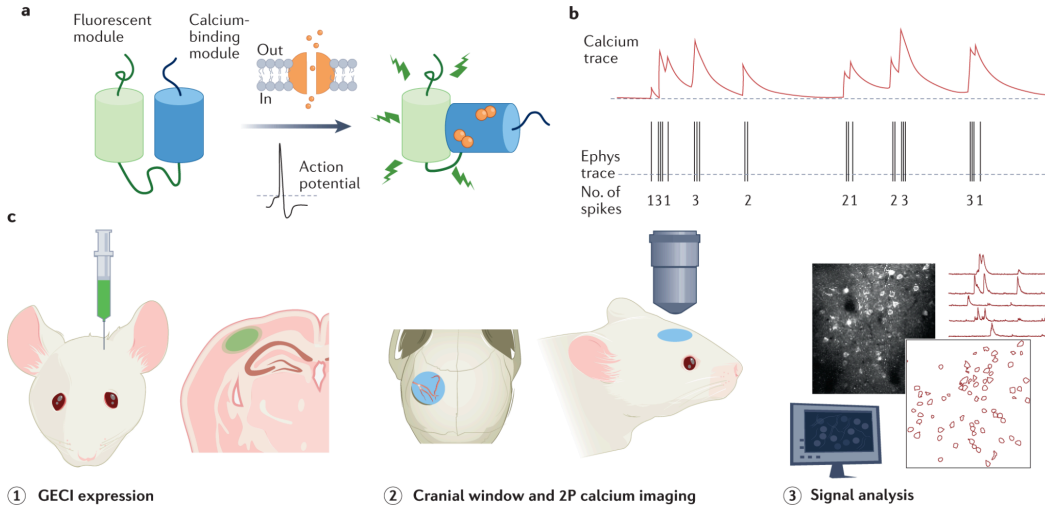 a
Fluorescent
module
Calcium-
binding module
Out
In
Action
potential
b
Calcium
trace
Ephys
trace
No. of
spikes
1 3 1 3 2 2 1 2 3 3 1
c
1 GECI expression
2 Cranial window and 2P calcium imaging
3 Signal analysis